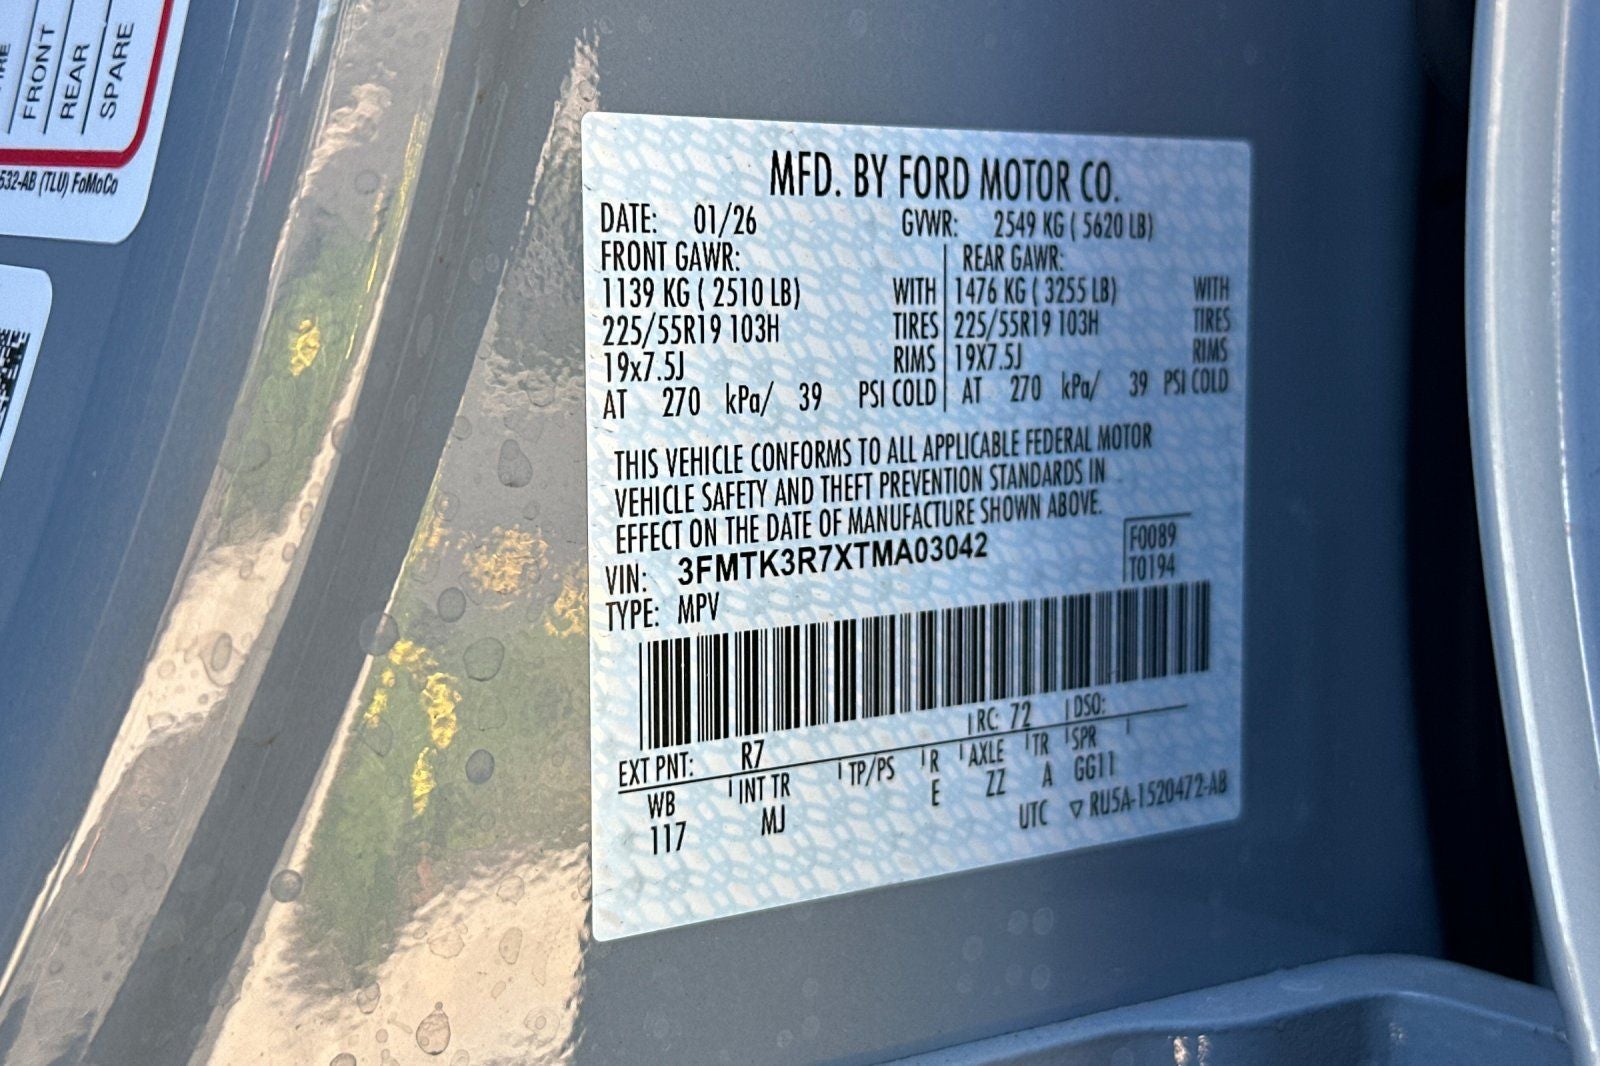 FRONT
REAR
SPARE
532-AB (TLU) FoMoCo
MFD. BY FORD MOTOR CO.
DATE: 01/26 GVWR: 2549 KG ( 5620 LB)
FRONT GAWR: REAR GAWR:
1139 KG ( 2510 LB) WITH 1476 KG ( 3255 LB) WITH
225/55R19 103H TIRES 225/55R19 103H TIRES
19x7.5J RIMS 19X7.5J RIMS
AT 270 kPa/ 39 PSI COLD AT 270 kPa/ 39 PSI COLD
THIS VEHICLE CONFORMS TO ALL APPLICABLE FEDERAL MOTOR
VEHICLE SAFETY AND THEFT PREVENTION STANDARDS IN
EFFECT ON THE DATE OF MANUFACTURE SHOWN ABOVE.
VIN: 3FMTK3R7XTMA03042 F0089
TYPE: MPV T0194
EXT PNT: R7 RC: 72 DSO:
WB INT TR TP/PS R AXLE TR SPR
117 MJ E ZZ A GG11
UTC ▽ RU5A-1520472-AB